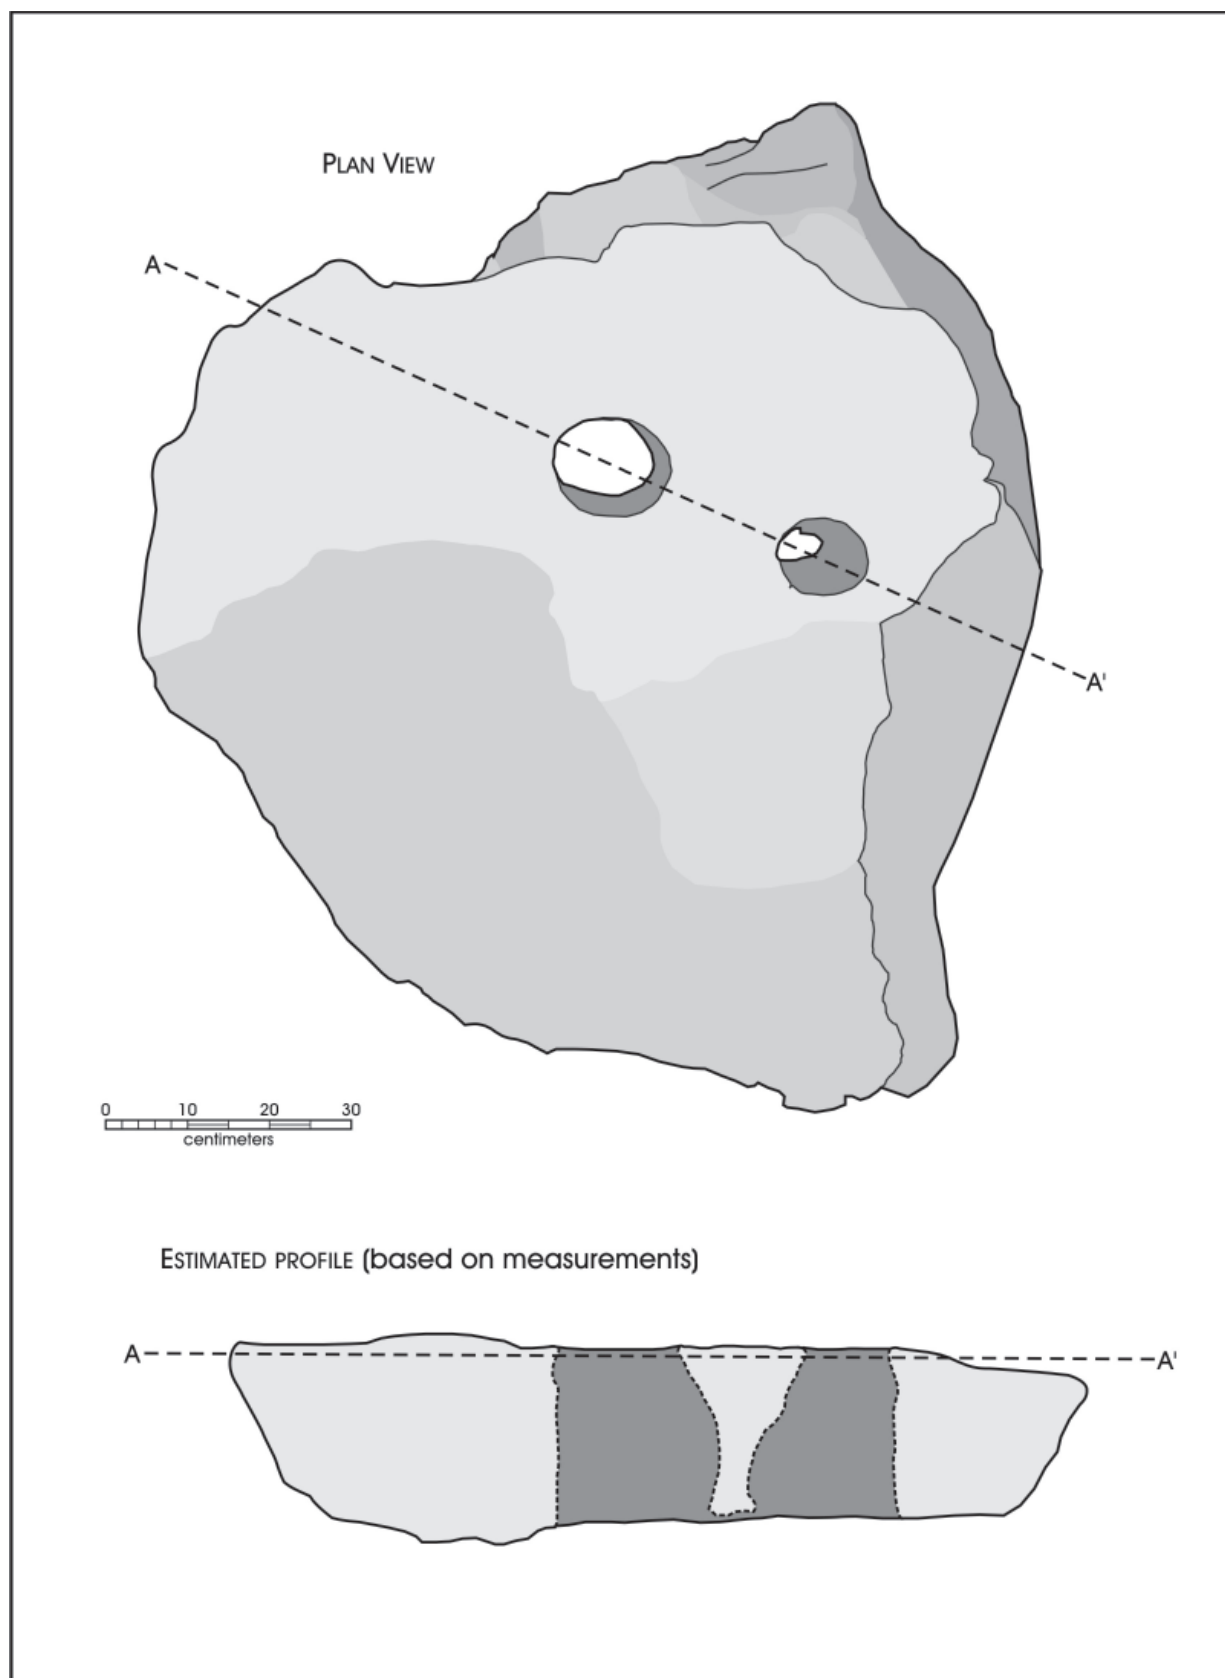 PLAN VIEW
A
A'
0 10 20 30
centimeters
ESTIMATED PROFILE (based on measurements)
A
A'